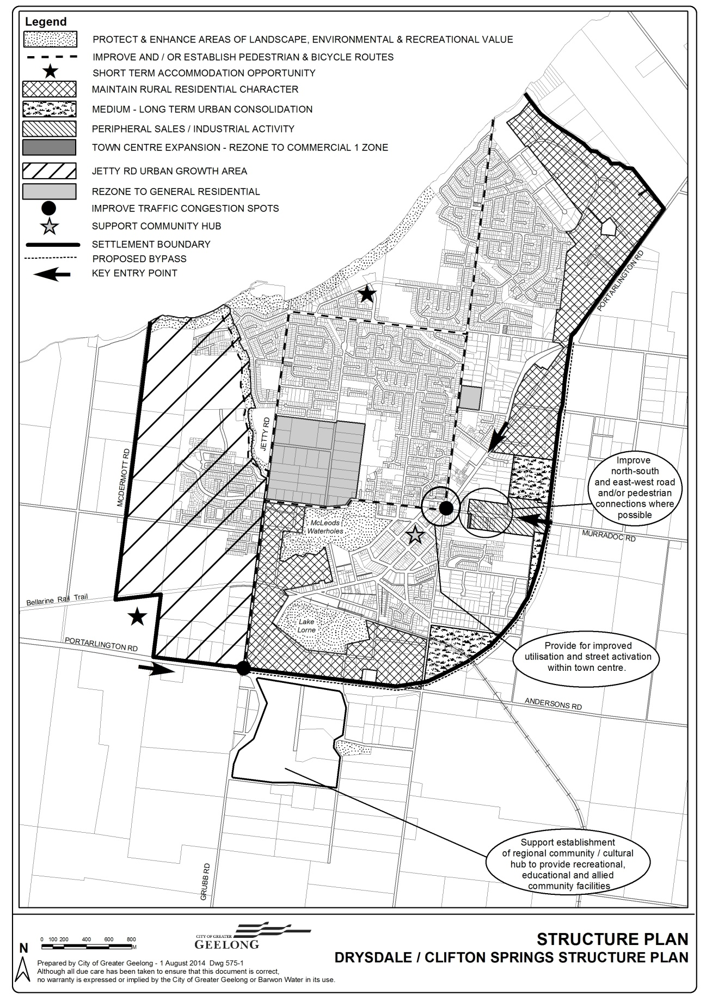 Legend
PROTECT & ENHANCE AREAS OF LANDSCAPE, ENVIRONMENTAL & RECREATIONAL VALUE
IMPROVE AND / OR ESTABLISH PEDESTRIAN & BICYCLE ROUTES
SHORT TERM ACCOMMODATION OPPORTUNITY
MAINTAIN RURAL RESIDENTIAL CHARACTER
MEDIUM - LONG TERM URBAN CONSOLIDATION
PERIPHERAL SALES / INDUSTRIAL ACTIVITY
TOWN CENTRE EXPANSION - REZONE TO COMMERCIAL 1 ZONE
JETTY RD URBAN GROWTH AREA
REZONE TO GENERAL RESIDENTIAL
IMPROVE TRAFFIC CONGESTION SPOTS
SUPPORT COMMUNITY HUB
SETTLEMENT BOUNDARY
PROPOSED BYPASS
KEY ENTRY POINT
PORTARLINGTON RD
JETTY RD
MCDERMOTT RD
Improve
north-south
and east-west road
and/or pedestrian
connections where
possible
McLeods
Waterholes
MURRADOC RD
Bellarine Rail Trail
Lake
Lorne
PORTARLINGTON RD
Provide for improved
utilisation and street activation
within town centre.
ANDERSONS RD
Support establishment
of regional community / cultural
hub to provide recreational,
educational and allied
community facilities
GRUBB RD
N
0 100 200 400 600 800
M
CITY OF GREATER
GEELONG
STRUCTURE PLAN
DRYSDALE / CLIFTON SPRINGS STRUCTURE PLAN
Prepared by City of Greater Geelong - 1 August 2014 Dwg 575-1
Although all due care has been taken to ensure that this document is correct,
no warranty is expressed or implied by the City of Greater Geelong or Barwon Water in its use.